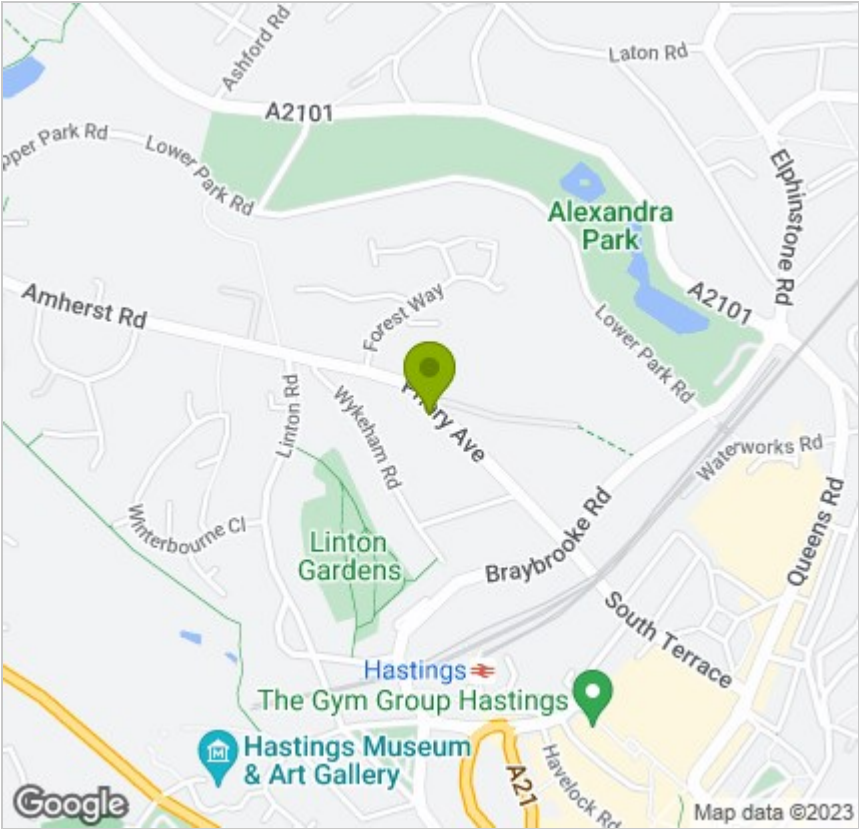 Ashford Rd
Laton Rd
A2101
pper Park Rd
Lower Park Rd
Elphinstone Rd
Alexandra
Park
A2101
Amherst Rd
Forest Way
Lower Park Rd
Linton Rd
Wykeham Rd
Ave
Waterworks Rd
Queens Rd
Winterbourne Cl
Linton
Gardens
Braybrooke Rd
South Terrace
Hastings
The Gym Group Hastings
Hastings Museum
& Art Gallery
M
A21
Havelock Rd
Google
Map data ©2023